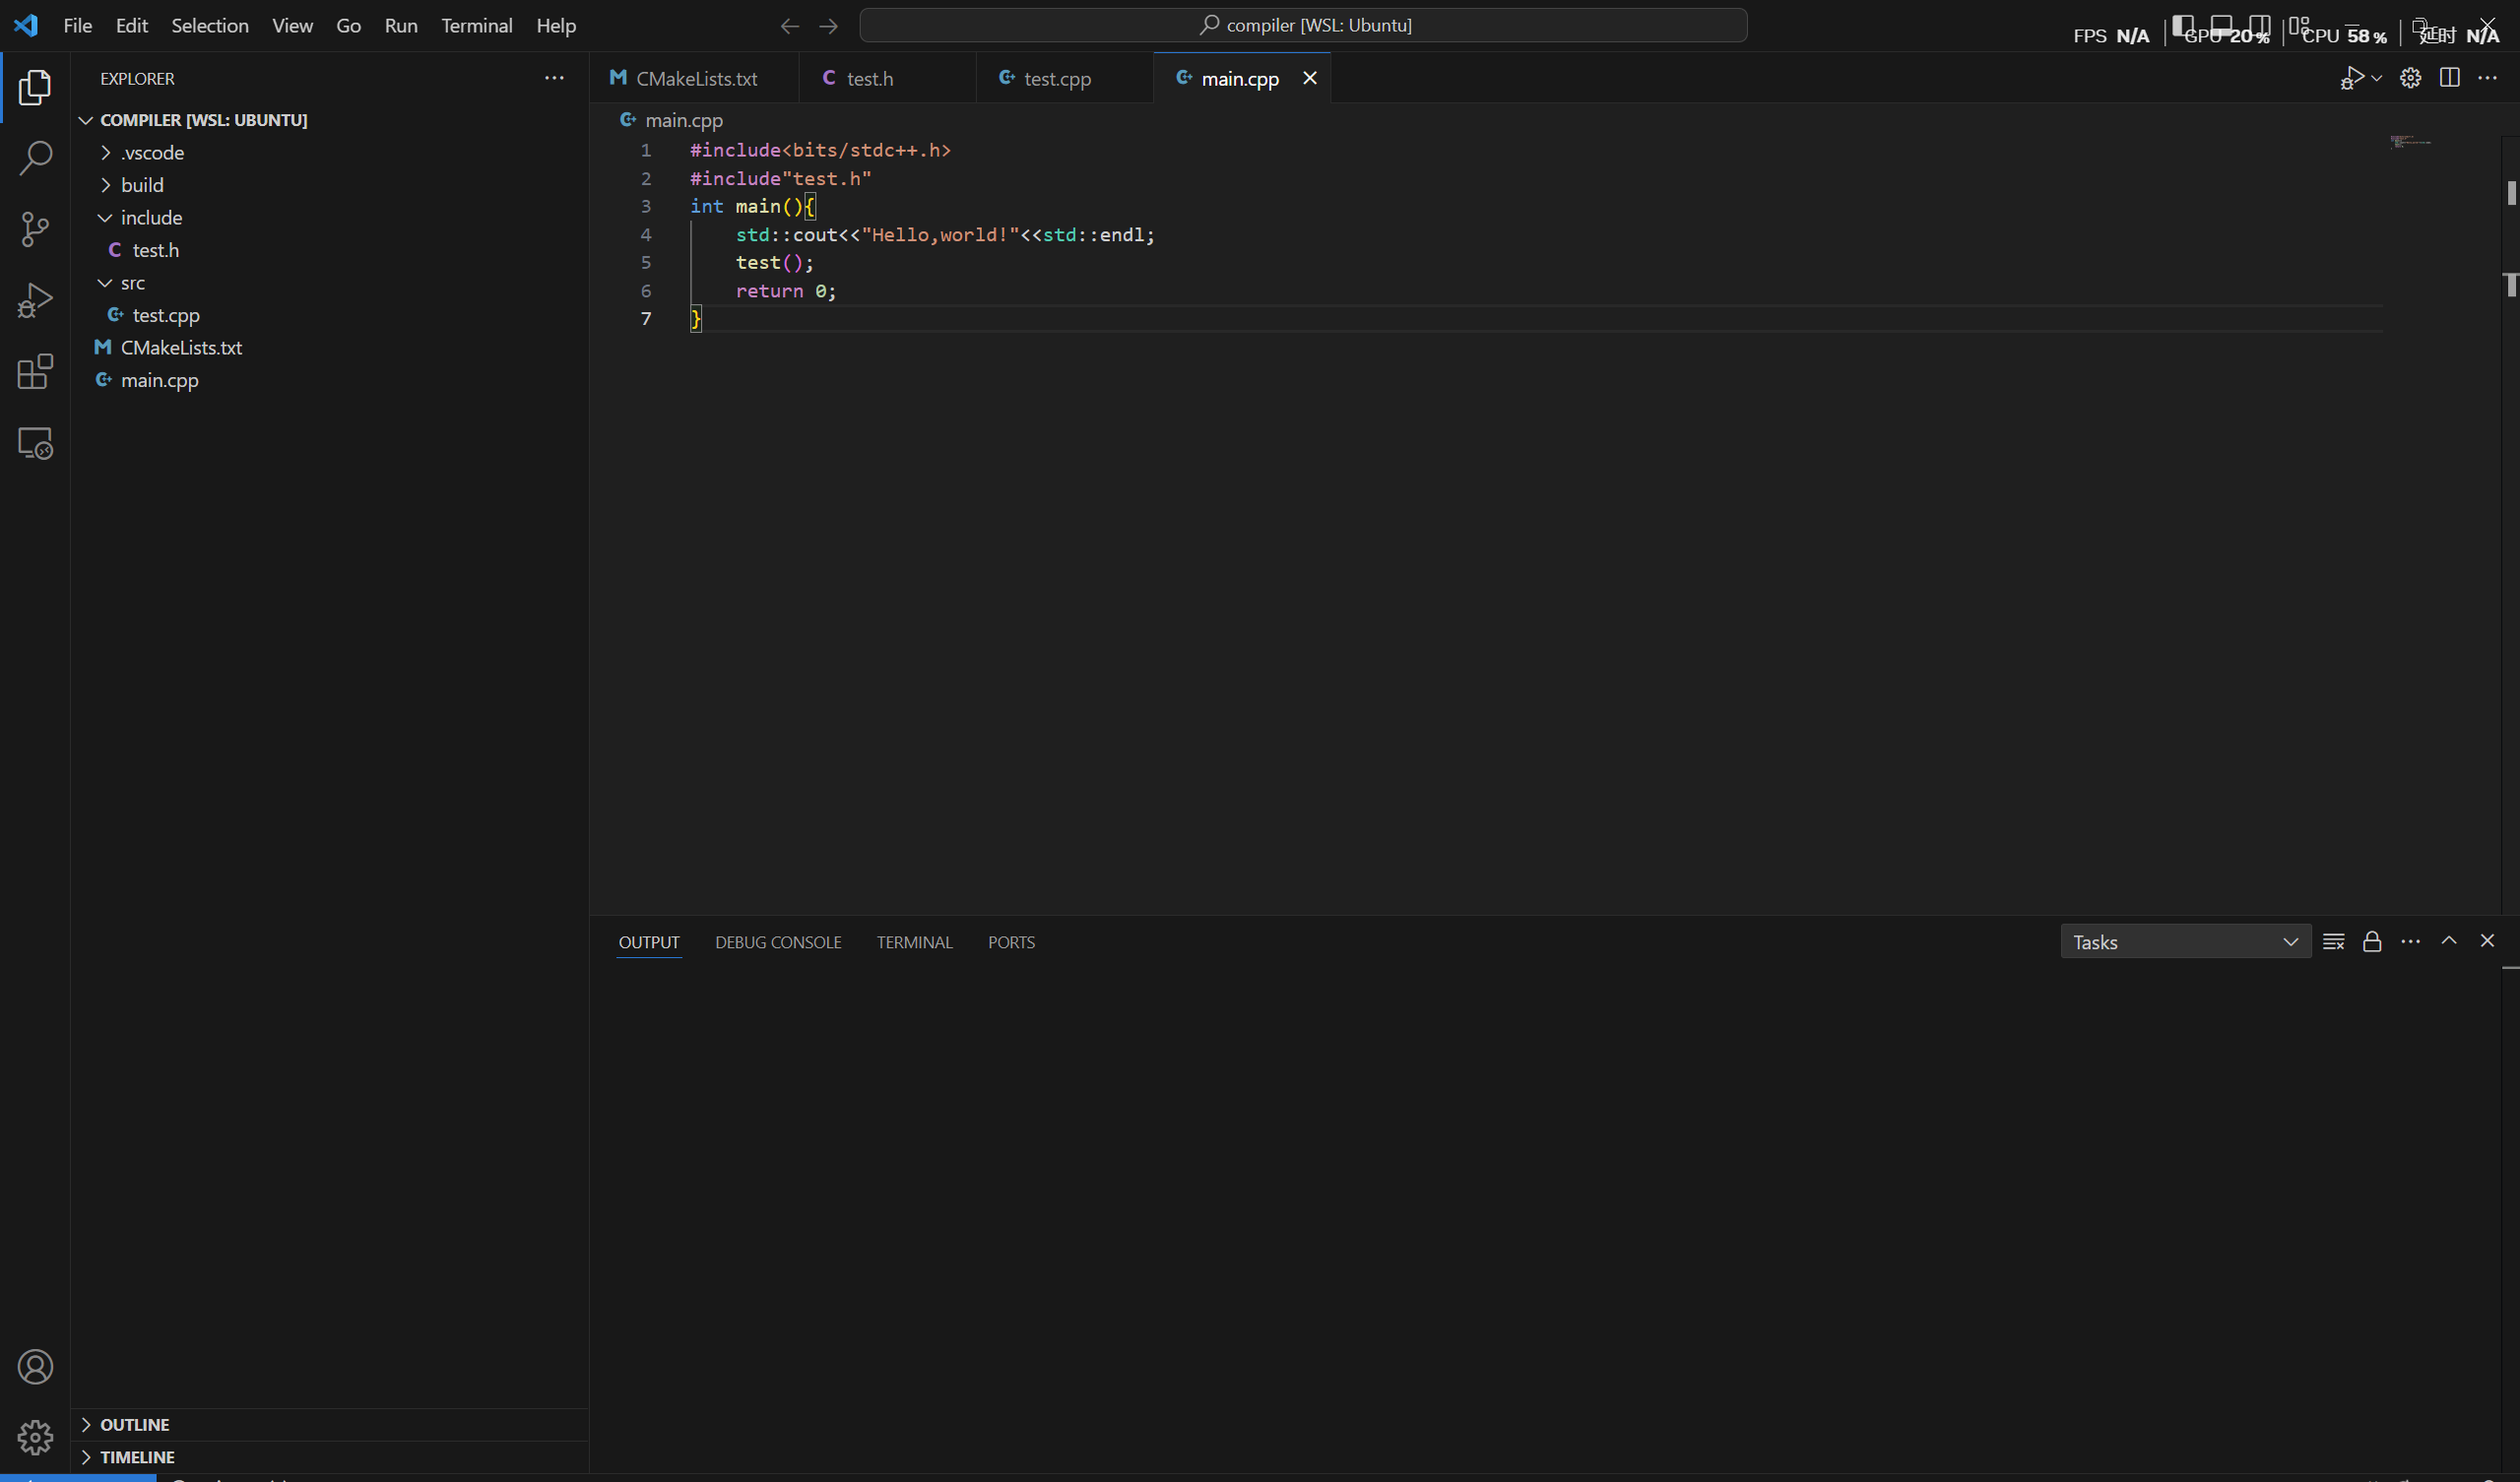 File Edit Selection View Go Run Terminal Help
compiler [WSL: Ubuntu]
FPS N/A GPU 20 % CPU 58 % 延时 N/A
EXPLORER
COMPILER [WSL: UBUNTU]
.vscode
build
include
C test.h
src
test.cpp
M CMakeLists.txt
main.cpp
OUTLINE
TIMELINE
M CMakeLists.txt C test.h test.cpp main.cpp
main.cpp
1 #include<bits/stdc++.h>
2 #include"test.h"
3 int main(){
4 std::cout<<"Hello,world!"<<std::endl;
5 test();
6 return 0;
7 }
OUTPUT DEBUG CONSOLE TERMINAL PORTS
Tasks